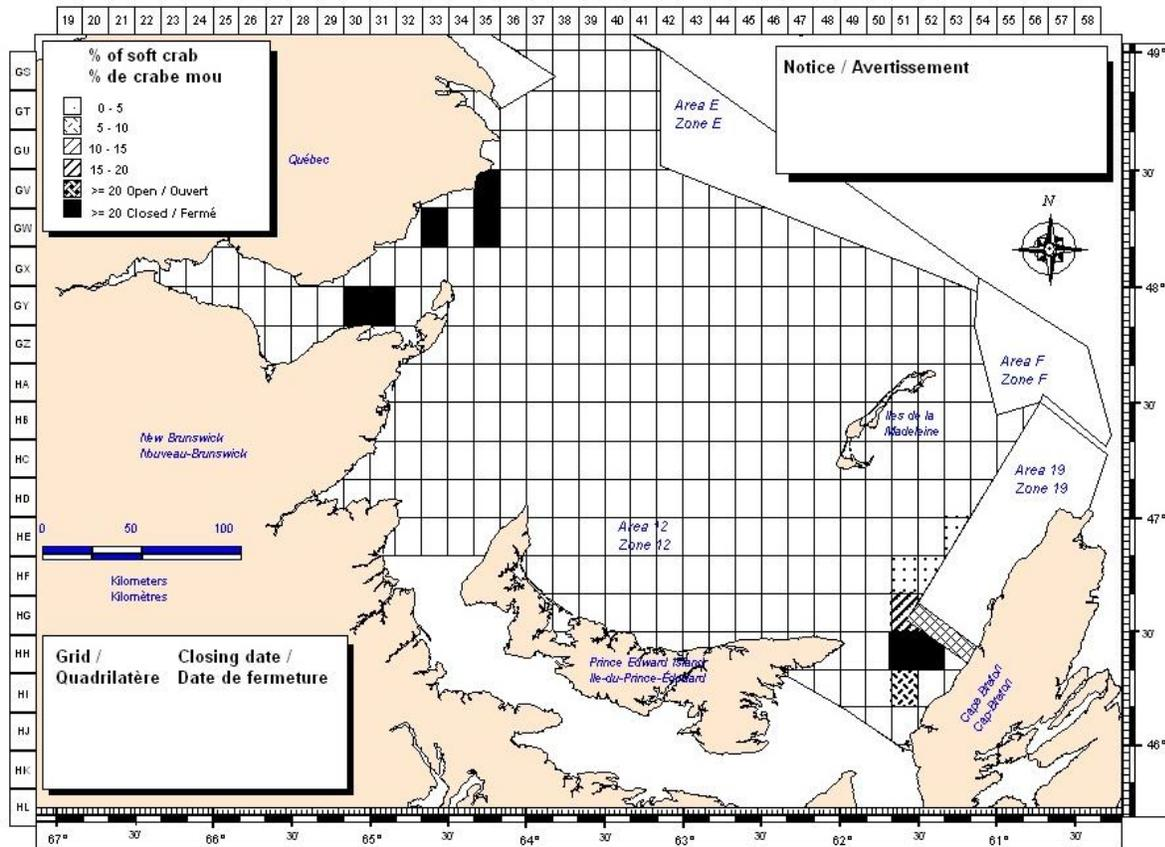 19 20 21 22 23 24 25 26 27 28 29 30 31 32 33 34 35 36 37 38 39 40 41 42 43 44 45 46 47 48 49 50 51 52 53 54 55 56 57 58
GS
GT
GU
GV
GW
GX
GY
GZ
HA
HB
HC
HD
HE
HF
HG
HH
HI
HJ
HK
HL
% of soft crab
% de crabe mou
0 - 5
5 - 10
10 - 15
15 - 20
>= 20 Open / Ouvert
>= 20 Closed / Fermé
Québec
Area E
Zone E
Notice / Avertissement
N
Area F
Zone F
Iles de la
Madeleine
New Brunswick
Nouveau-Brunswick
Area 19
Zone 19
Area 12
Zone 12
0 50 100
Kilometers
Kilomètres
Prince Edward Island
Ile-du-Prince-Édouard
Cape Breton
Cap-Breton
Grid / Closing date /
Quadrilatère Date de fermeture
49°
30'
48°
30'
47°
30'
46°
67° 30' 66° 30' 65° 30' 64° 30' 63° 30' 62° 30' 61° 30'